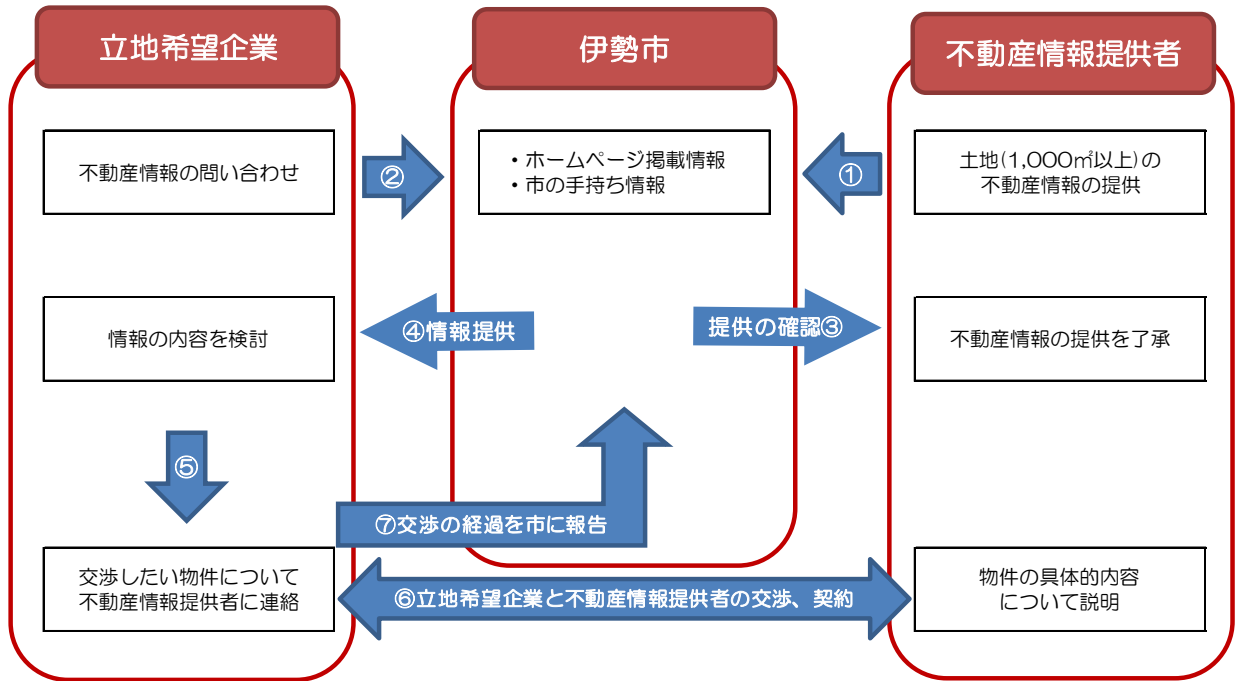 立地希望企業
伊勢市
不動産情報提供者
不動産情報の問い合わせ
②
・ホームページ掲載情報
・市の手持ち情報
①
土地(1,000㎡以上)の
不動産情報の提供
情報の内容を検討
④情報提供
提供の確認③
不動産情報の提供を了承
⑤
⑦交渉の経過を市に報告
交渉したい物件について
不動産情報提供者に連絡
⑥立地希望企業と不動産情報提供者の交渉、契約
物件の具体的内容
について説明